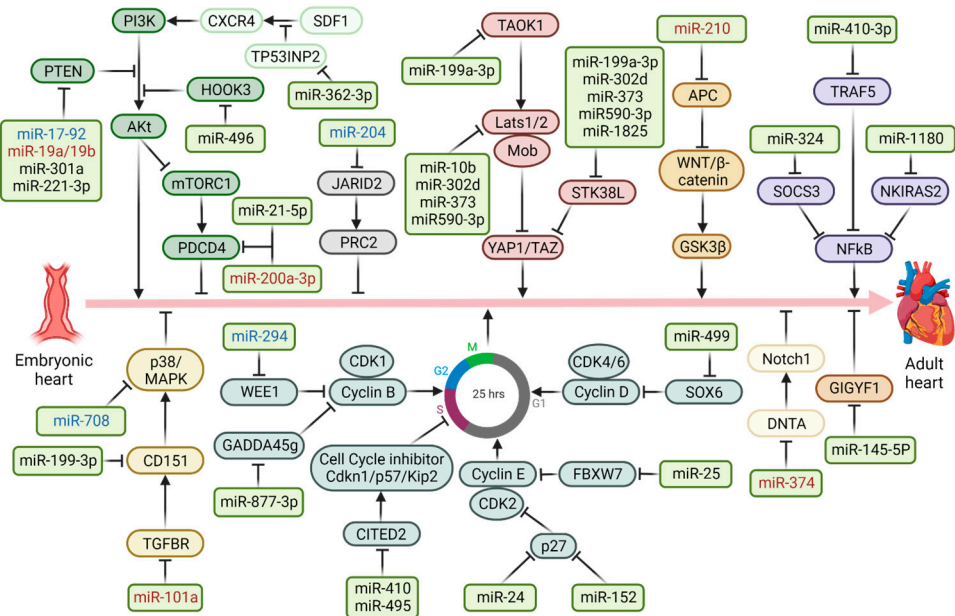 PI3K
CXCR4
SDF1
TP53INP2
miR-362-3p
PTEN
HOOK3
miR-496
AKt
miR-17-92
miR-19a/19b
miR-301a
miR-221-3p
mTORC1
PDCD4
miR-21-5p
miR-200a-3p
miR-204
JARID2
PRC2
TAOK1
miR-199a-3p
Lats1/2
Mob
miR-10b
miR-302d
miR-373
miR590-3p
YAP1/TAZ
miR-199a-3p
miR-302d
miR-373
miR590-3p
miR-1825
STK38L
miR-210
APC
WNT/β-
catenin
GSK3β
miR-410-3p
TRAF5
miR-324
SOCS3
miR-1180
NKIRAS2
NFkB
Embryonic
heart
Adult
heart
p38/
MAPK
miR-708
miR-199-3p
CD151
TGFBR
miR-101a
miR-294
WEE1
CDK1
Cyclin B
GADDA45g
miR-877-3p
Cell Cycle inhibitor
Cdkn1/p57/Kip2
CITED2
miR-410
miR-495
M
G2
S
G1
25 hrs
CDK4/6
Cyclin D
SOX6
miR-499
Cyclin E
CDK2
FBXW7
miR-25
p27
miR-24
miR-152
Notch1
DNTA
miR-374
GIGYF1
miR-145-5P